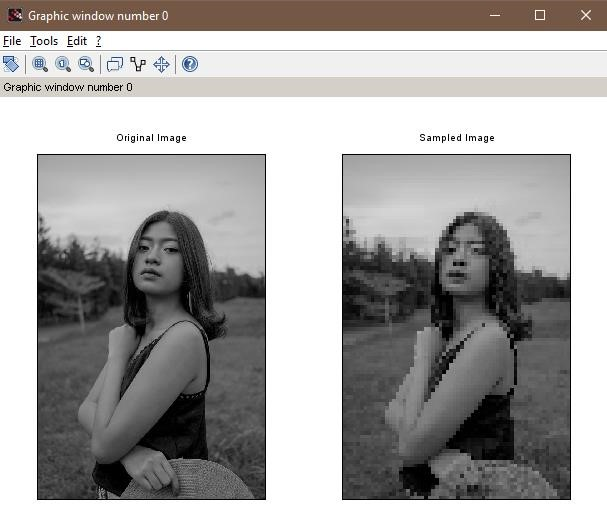 Graphic window number 0
File Tools Edit ?
Graphic window number 0
Original Image
Sampled Image